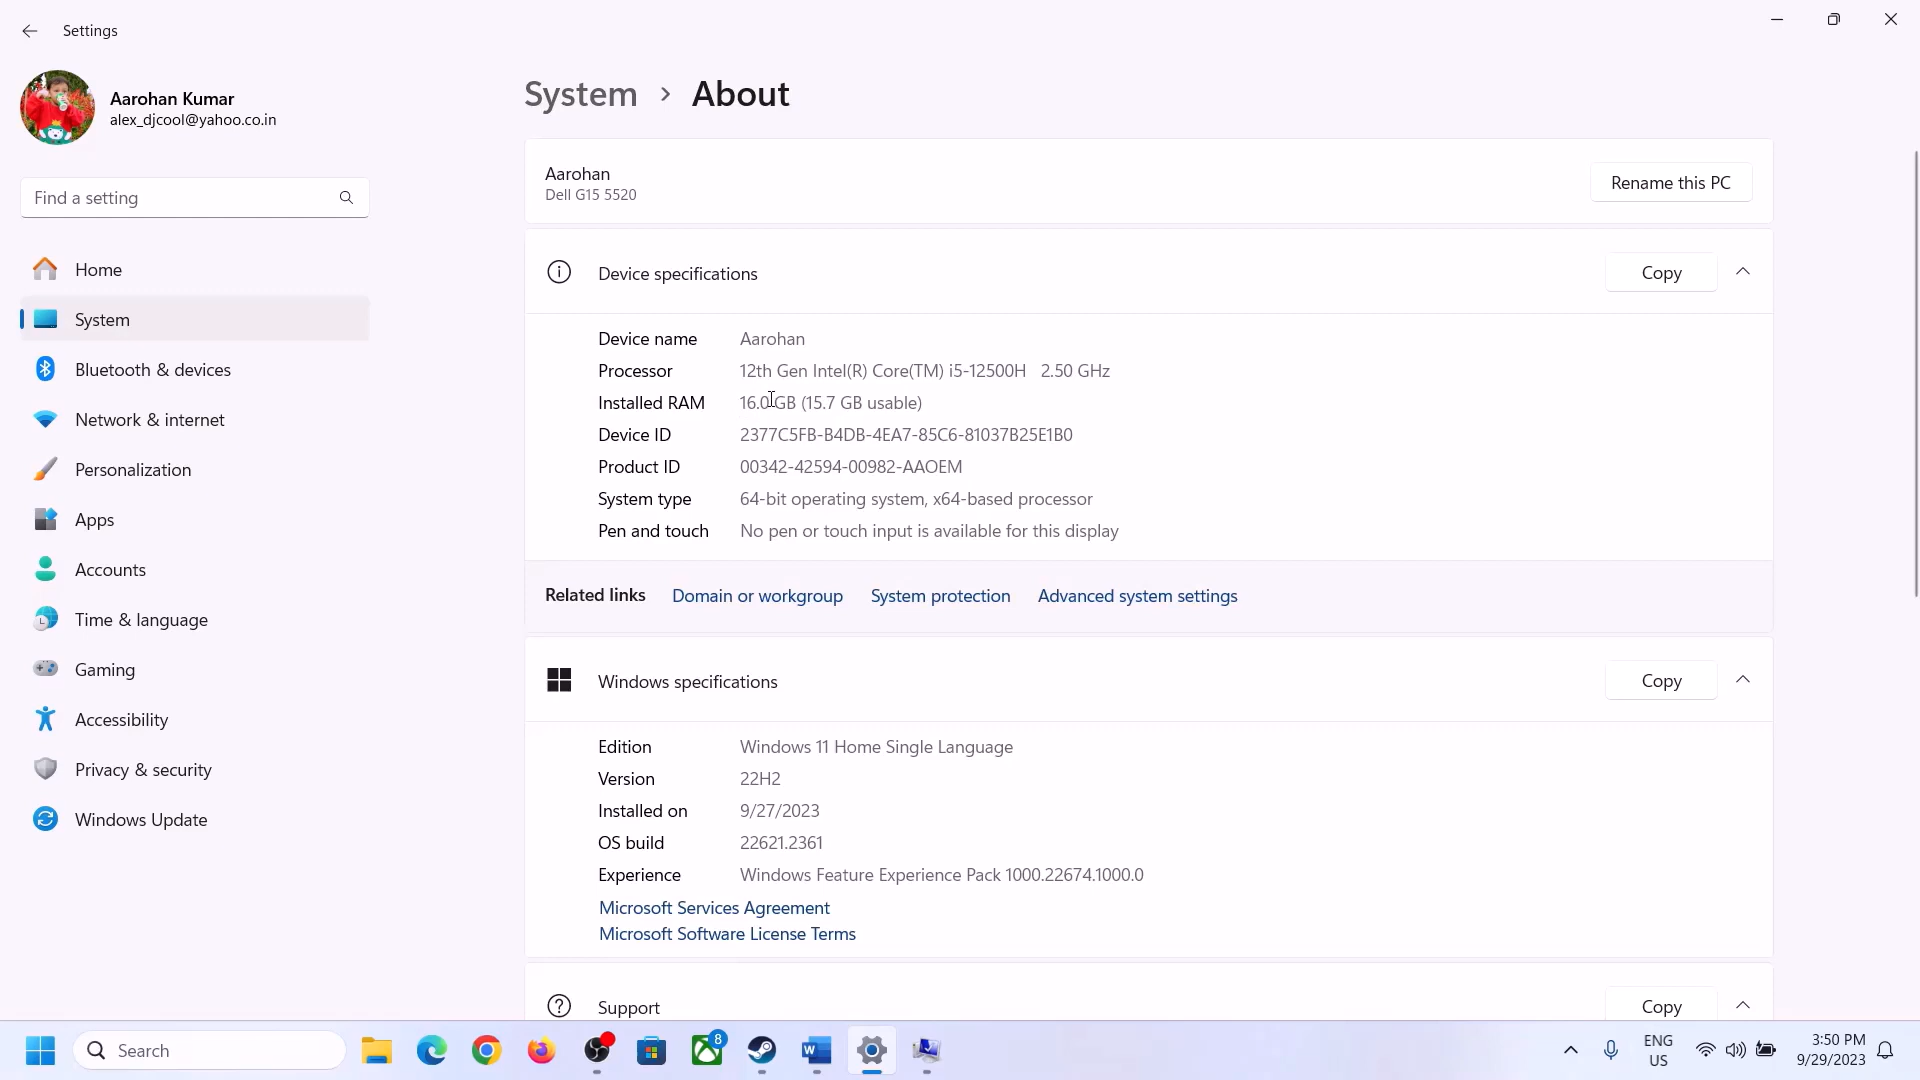 Settings
Aarohan Kumar
alex_djcool@yahoo.co.in
Find a setting
Home
System
Bluetooth & devices
Network & internet
Personalization
Apps
Accounts
Time & language
Gaming
Accessibility
Privacy & security
Windows Update
System > About
Aarohan
Dell G15 5520
Rename this PC
Device specifications
Copy
Device name Aarohan
Processor 12th Gen Intel(R) Core(TM) i5-12500H 2.50 GHz
Installed RAM 16.0 GB (15.7 GB usable)
Device ID 2377C5FB-B4DB-4EA7-85C6-81037B25E1B0
Product ID 00342-42594-00982-AAOEM
System type 64-bit operating system, x64-based processor
Pen and touch No pen or touch input is available for this display
Related links Domain or workgroup System protection Advanced system settings
Windows specifications
Copy
Edition Windows 11 Home Single Language
Version 22H2
Installed on 9/27/2023
OS build 22621.2361
Experience Windows Feature Experience Pack 1000.22674.1000.0
Microsoft Services Agreement
Microsoft Software License Terms
Support
Copy
Search
8
ENG
US
3:50 PM
9/29/2023